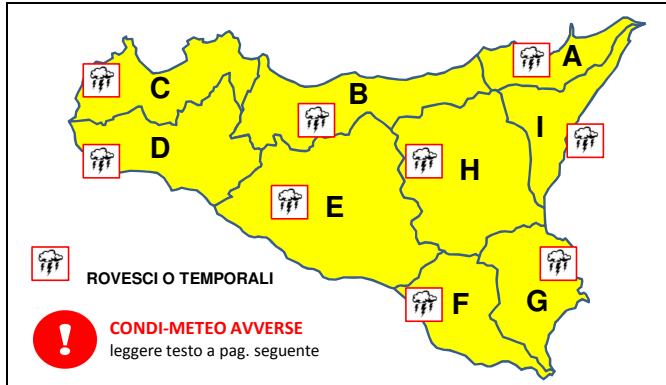 A
C
B
I
D
H
E
F
G
ROVESCI O TEMPORALI
!
CONDI-METEO AVVERSE
leggere testo a pag. seguente